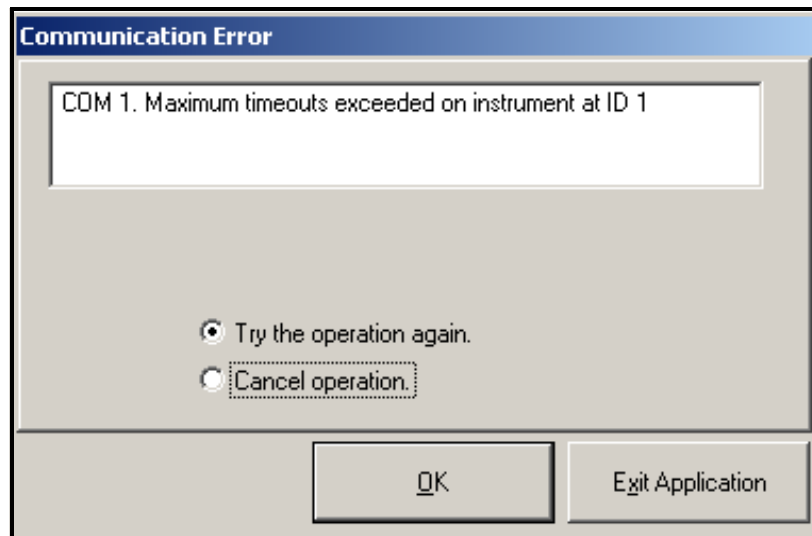 Communication Error
COM 1. Maximum timeouts exceeded on instrument at ID 1
Try the operation again.
Cancel operation.
OK
Exit Application